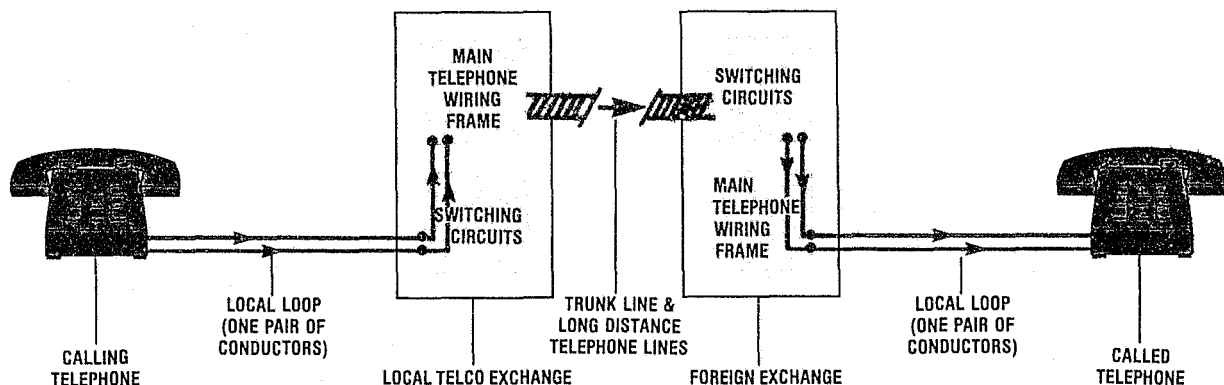 MAIN
TELEPHONE
WIRING
FRAME
SWITCHING
CIRCUITS
SWITCHING
CIRCUITS
MAIN
TELEPHONE
WIRING
FRAME
LOCAL LOOP
(ONE PAIR OF
CONDUCTORS)
TRUNK LINE &
LONG DISTANCE
TELEPHONE LINES
LOCAL LOOP
(ONE PAIR OF
CONDUCTORS)
CALLING
TELEPHONE
LOCAL TELCO EXCHANGE
FOREIGN EXCHANGE
CALLED
TELEPHONE